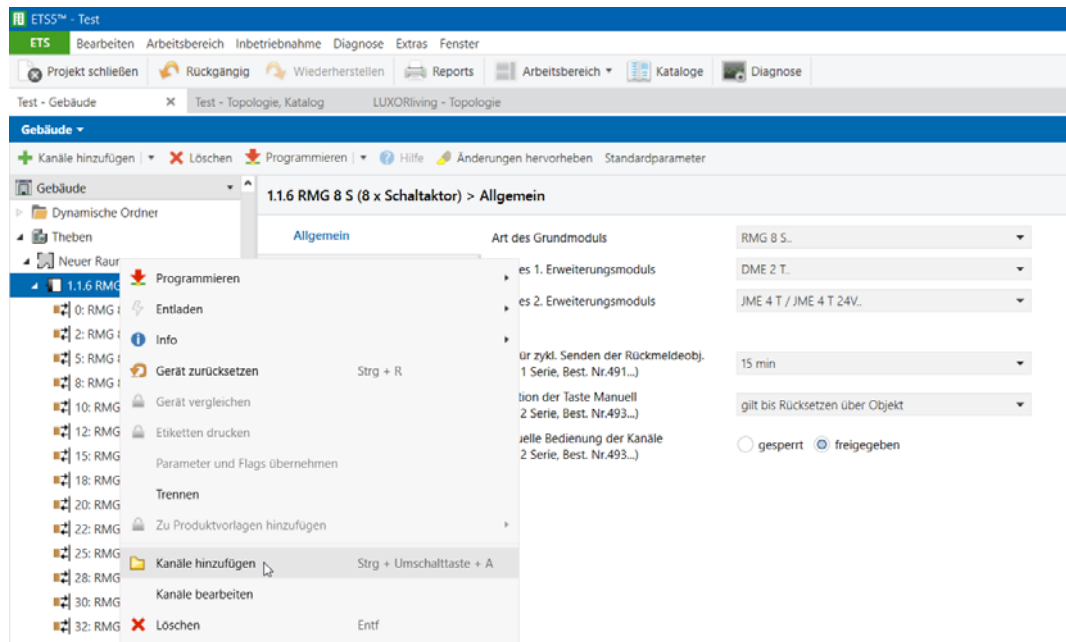 ETS5™ - Test
ETS Bearbeiten Arbeitsbereich Inbetriebnahme Diagnose Extras Fenster
Projekt schließen Rückgängig Wiederherstellen Reports Arbeitsbereich Kataloge Diagnose
Test - Gebäude Test - Topologie, Katalog LUXORliving - Topologie
Gebäude
Kanäle hinzufügen Löschen Programmieren Hilfe Änderungen hervorheben Standardparameter
Gebäude
Dynamische Ordner
Theben
Neuer Raum
1.1.6 RMG
0: RMG 8
2: RMG 8
5: RMG 8
8: RMG 8
10: RMG
12: RMG
15: RMG
18: RMG
20: RMG
22: RMG
25: RMG
28: RMG
30: RMG
32: RMG
Programmieren
Entladen
Info
Gerät zurücksetzen Strg + R
Gerät vergleichen
Etiketten drucken
Parameter und Flags übernehmen
Trennen
Zu Produktvorlagen hinzufügen
Kanäle hinzufügen Strg + Umschalttaste + A
Kanäle bearbeiten
Löschen Entf
1.1.6 RMG 8 S (8 x Schaltaktor) > Allgemein
Allgemein
Art des Grundmoduls RMG 8 S..
es 1. Erweiterungsmoduls DME 2 T..
es 2. Erweiterungsmoduls JME 4 T / JME 4 T 24V..
ür zykl. Senden der Rückmeldeobj.
1 Serie, Best. Nr.491...) 15 min
tion der Taste Manuell
2 Serie, Best. Nr.493...) gilt bis Rücksetzen über Objekt
uelle Bedienung der Kanäle
2 Serie, Best. Nr.493...) gesperrt freigegeben